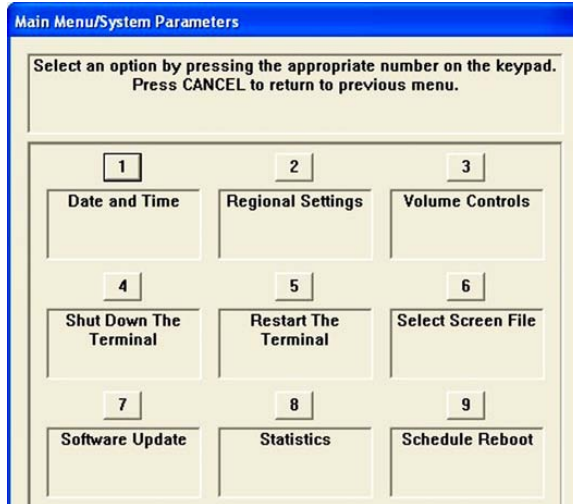 Main Menu/System Parameters
Select an option by pressing the appropriate number on the keypad.
Press CANCEL to return to previous menu.
1
2
3
Date and Time
Regional Settings
Volume Controls
4
5
6
Shut Down The
Terminal
Restart The
Terminal
Select Screen File
7
8
9
Software Update
Statistics
Schedule Reboot